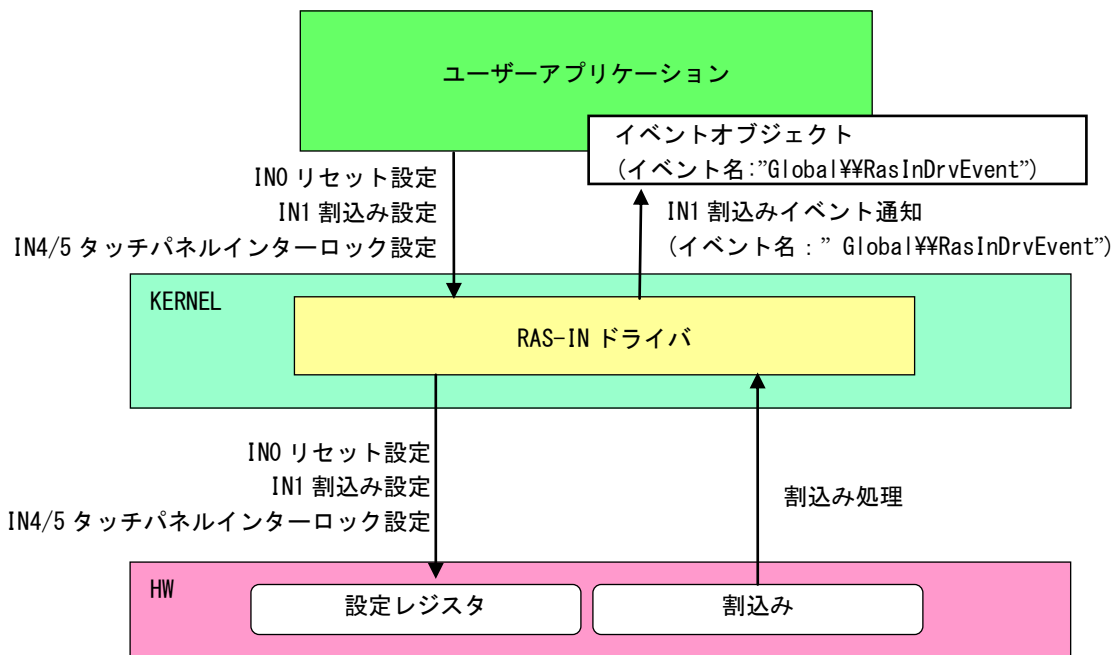 ユーザーアプリケーション
イベントオブジェクト
(イベント名:”Global¥¥RasInDrvEvent”)
IN0 リセット設定
IN1 割込み設定
IN4/5 タッチパネルインターロック設定
IN1 割込みイベント通知
(イベント名：” Global¥¥RasInDrvEvent”)
KERNEL
RAS-IN ドライバ
IN0 リセット設定
IN1 割込み設定
IN4/5 タッチパネルインターロック設定
割込み処理
HW
設定レジスタ
割込み